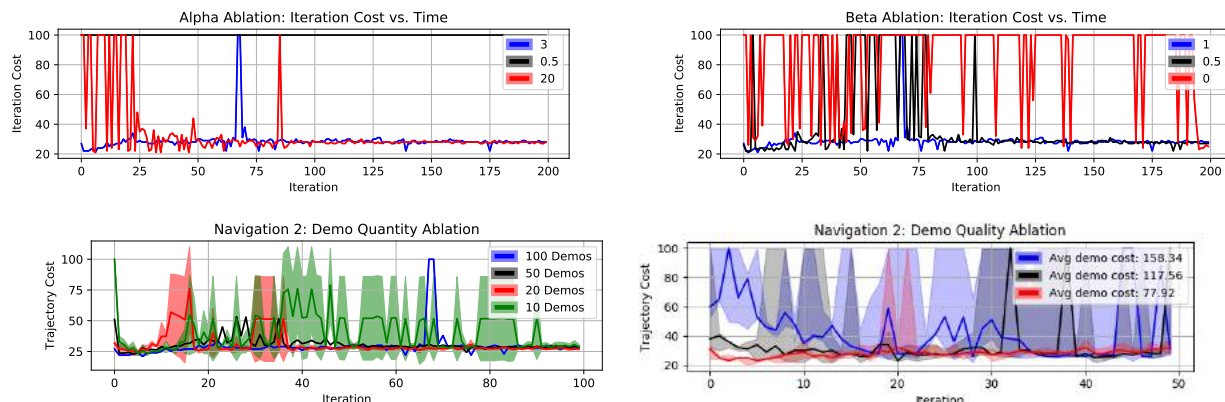 Alpha Ablation: Iteration Cost vs. Time
Iteration Cost
100
80
60
40
20
3
0.5
20
0 25 50 75 100 125 150 175 200
Iteration
Beta Ablation: Iteration Cost vs. Time
Iteration Cost
100
80
60
40
20
1
0.5
0
0 25 50 75 100 125 150 175 200
Iteration
Navigation 2: Demo Quantity Ablation
Trajectory Cost
100
75
50
25
100 Demos
50 Demos
20 Demos
10 Demos
0 20 40 60 80 100
Iteration
Navigation 2: Demo Quality Ablation
Trajectory Cost
100
80
60
40
20
Avg demo cost: 158.34
Avg demo cost: 117.56
Avg demo cost: 77.92
0 10 20 30 40 50
Iteration